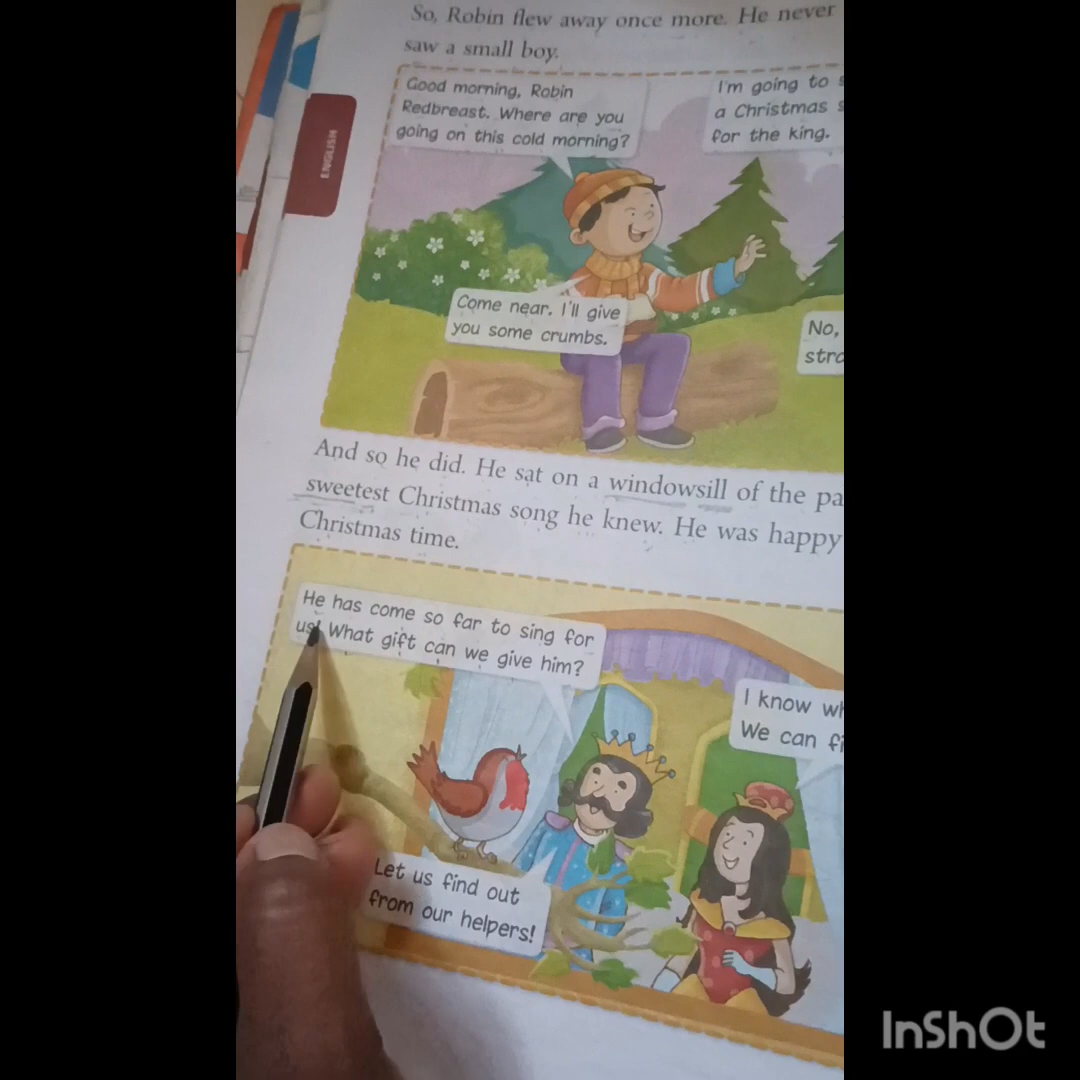 So, Robin flew away once more. He never
saw a small boy.
Good morning, Robin
Redbreast. Where are you
going on this cold morning?
I'm going to
a Christmas
for the king.
ENGLISH
Come near. I'll give
you some crumbs.
No,
And so he did. He sat on a windowsill of the
sweetest Christmas song he knew. He was happy
Christmas time.
He has come so far to sing for
us! What gift can we give him?
I know
We can
Let us find out
from our helpers!
InShOt